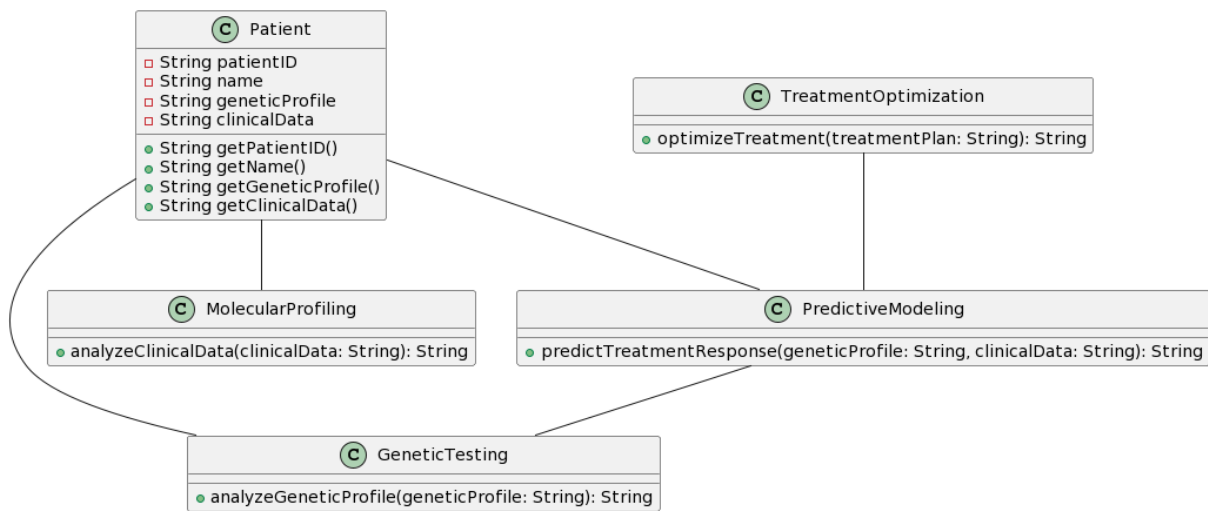 C Patient
String patientID
String name
String geneticProfile
String clinicalData
String getPatientID()
String getName()
String getGeneticProfile()
String getClinicalData()
C TreatmentOptimization
optimizeTreatment(treatmentPlan: String): String
C MolecularProfiling
analyzeClinicalData(clinicalData: String): String
C PredictiveModeling
predictTreatmentResponse(geneticProfile: String, clinicalData: String): String
C GeneticTesting
analyzeGeneticProfile(geneticProfile: String): String